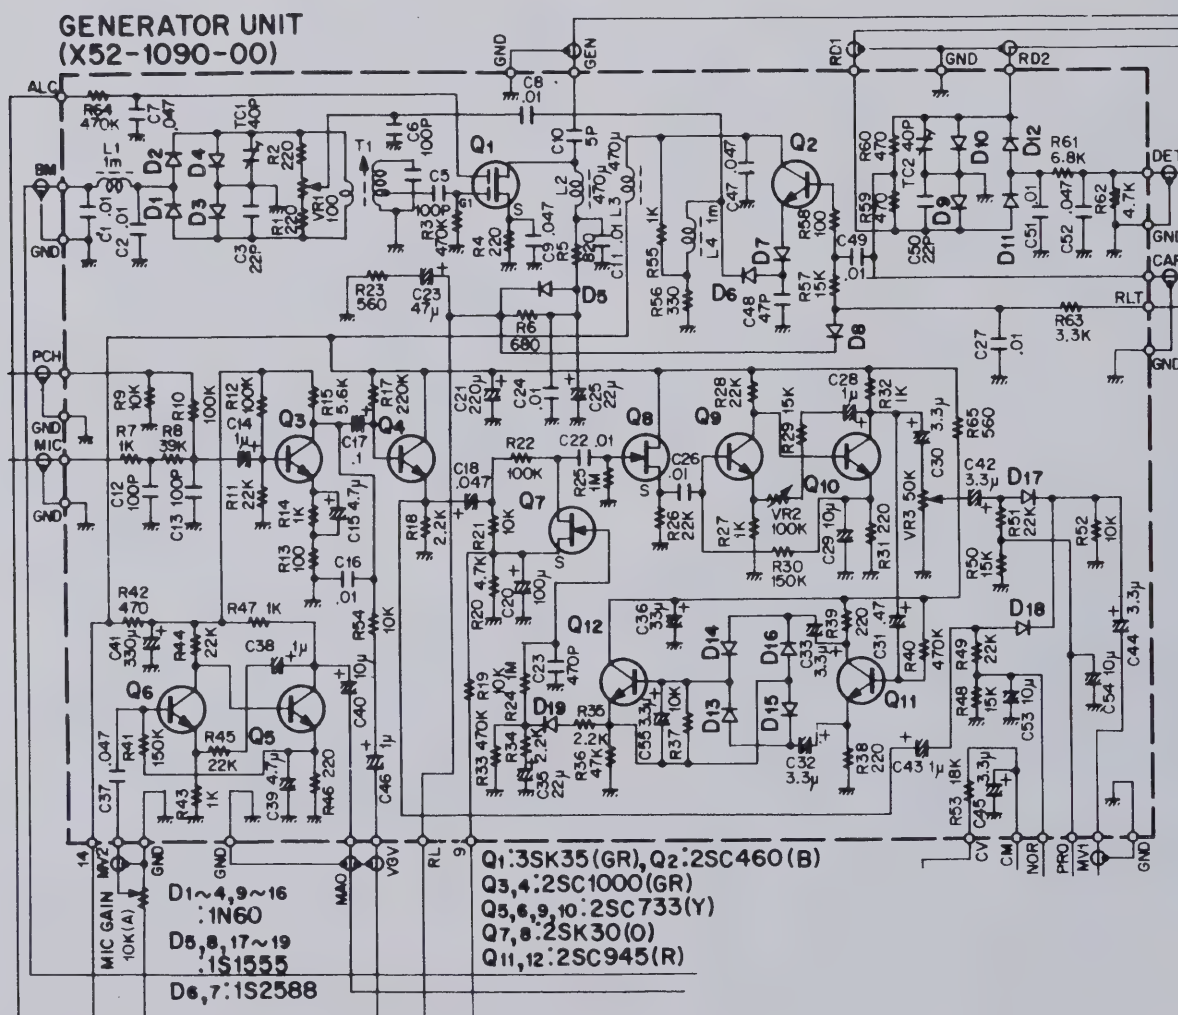 GENERATOR UNIT
(X52-1090-00)
GND
GEN
RD1
GND
RD2
ALC
R64
470K
C7
.047
TC1
40P
C6
100P
C8
.01
C10
5P
Q1
Q2
R60
470
TC2
40P
D10
D12
R61
6.8K
DET
L1
1m
D2
D4
R2
220
T1
C5
100P
L2
470μ
L3
470μ
C47
.047
BM
C1
.01
C2
.01
D1
D3
C3
22P
R1
220
VR1
100
R3
470K
G1
S
R4
220
C9
.047
R5
820
C11
.01
R55
1K
L4
1m
D7
R58
100
C49
.01
R59
470
C50
22P
D9
D11
C51
.01
C52
.047
R62
4.7K
GND
GND
R23
560
C23
47μ
D5
R6
680
R56
330
D6
C48
47P
R57
15K
D8
C27
.01
R63
3.3K
CAR
RLT
GND
PCH
GND
MIC
GND
R9
10K
R10
100K
R7
1K
R8
39K
C12
100P
C13
100P
R12
100K
C14
1μ
R11
22K
Q3
R15
5.6K
R17
220K
C17
.1
Q4
C21
220μ
C24
.01
C25
22μ
R14
1K
C15
4.7μ
R13
100
C16
.01
R18
2.2K
C18
.047
R22
100K
C22 .01
R25
1M
Q7
S
Q8
S
C26
.01
R26
22K
R28
22K
Q9
R29
15K
C28
1μ
R32
1K
Q10
R27
1K
VR2
100K
R30
150K
C29
10μ
R31
220
C30
3.3μ
VR3
50K
R65
560
C42
3.3μ
D17
R51
22K
R50
15K
R52
10K
R21
10K
R20
4.7K
C20
100μ
R42
470
C41
330μ
R44
22K
R47 1K
C38
1μ
R54
10K
C40
10μ
Q6
Q5
R45
22K
C37
.047
R41
150K
R43
1K
C39
4.7μ
R46
220
C46
1μ
Q12
C23
470P
R19
10K
R24
1M
D19
R33
470K
R34
2.2K
C35
22μ
R35
2.2K
R36
47K
C36
33μ
C55
3.3μ
R37
10K
D14
D16
D13
D15
C33
3.3μ
C32
3.3μ
R39
220
C31
.47
R40
470K
Q11
R38
220
C43
1μ
D18
R49
22K
R48
15K
C53
10μ
C54
10μ
C44
3.3μ
R53
18K
C45
3.3μ
14
MV2
GND
GND
MAO
VGV
RL
9
CV
CM
NOR
PRO
MV1
GND
MIC GAIN
10K(A)
D1~4,9~16
:1N60
D5,8,17~19
:1S1555
D6,7:1S2588
Q1:3SK35(GR),Q2:2SC460(B)
Q3,4:2SC1000(GR)
Q5,6,9,10:2SC733(Y)
Q7,8:2SK30(O)
Q11,12:2SC945(R)